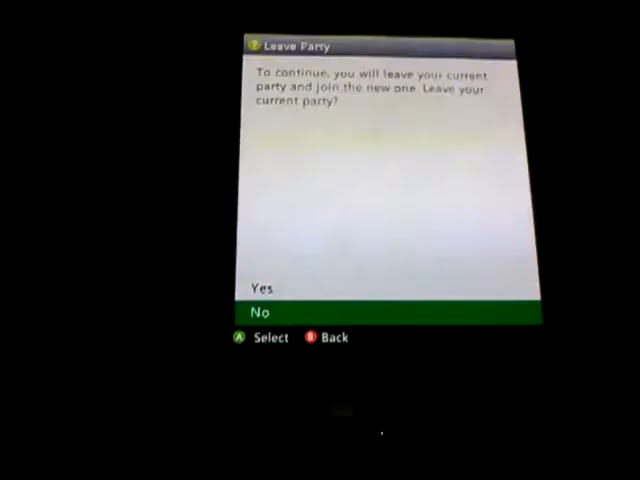 ? Leave Party
To continue, you will leave your current
party and join the new one. Leave your
current party?
Yes
No
A Select B Back